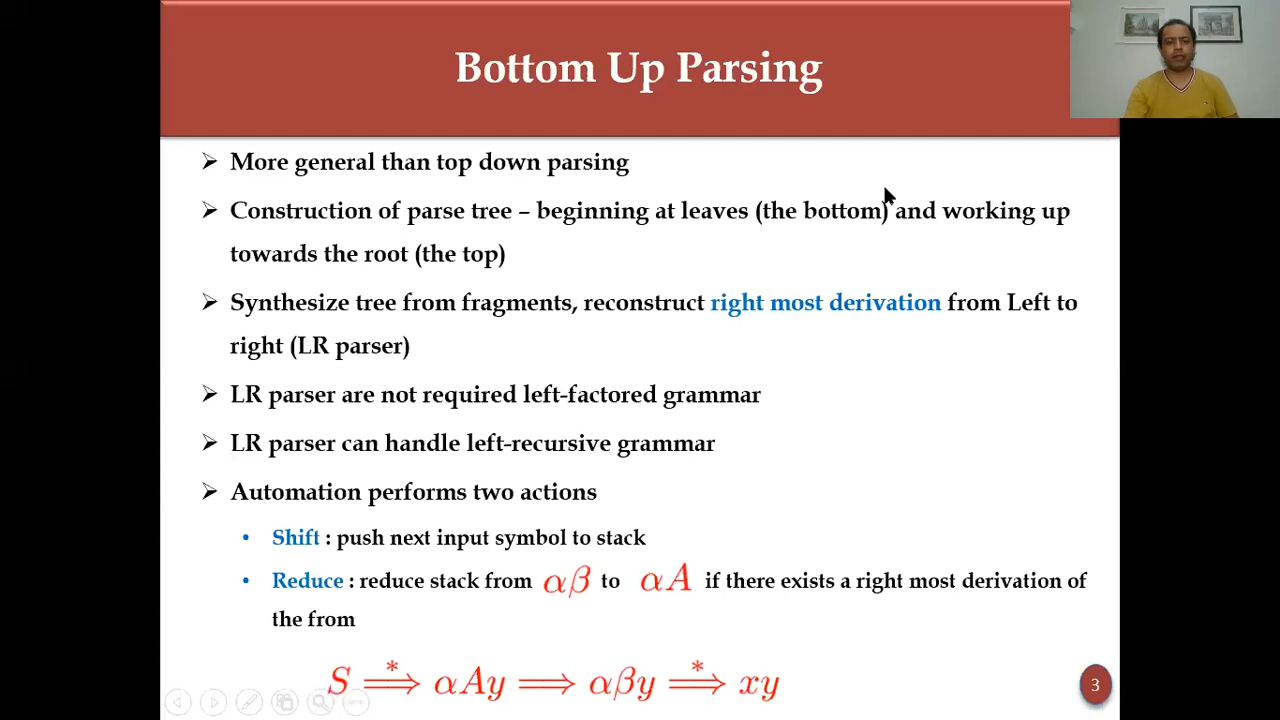 Bottom Up Parsing
➢ More general than top down parsing
➢ Construction of parse tree – beginning at leaves (the bottom) and working up
towards the root (the top)
➢ Synthesize tree from fragments, reconstruct right most derivation from Left to
right (LR parser)
➢ LR parser are not required left-factored grammar
➢ LR parser can handle left-recursive grammar
➢ Automation performs two actions
• Shift : push next input symbol to stack
• Reduce : reduce stack from αβ to αA if there exists a right most derivation of
the from
S ⟹* αAy ⟹ αβy ⟹* xy
3